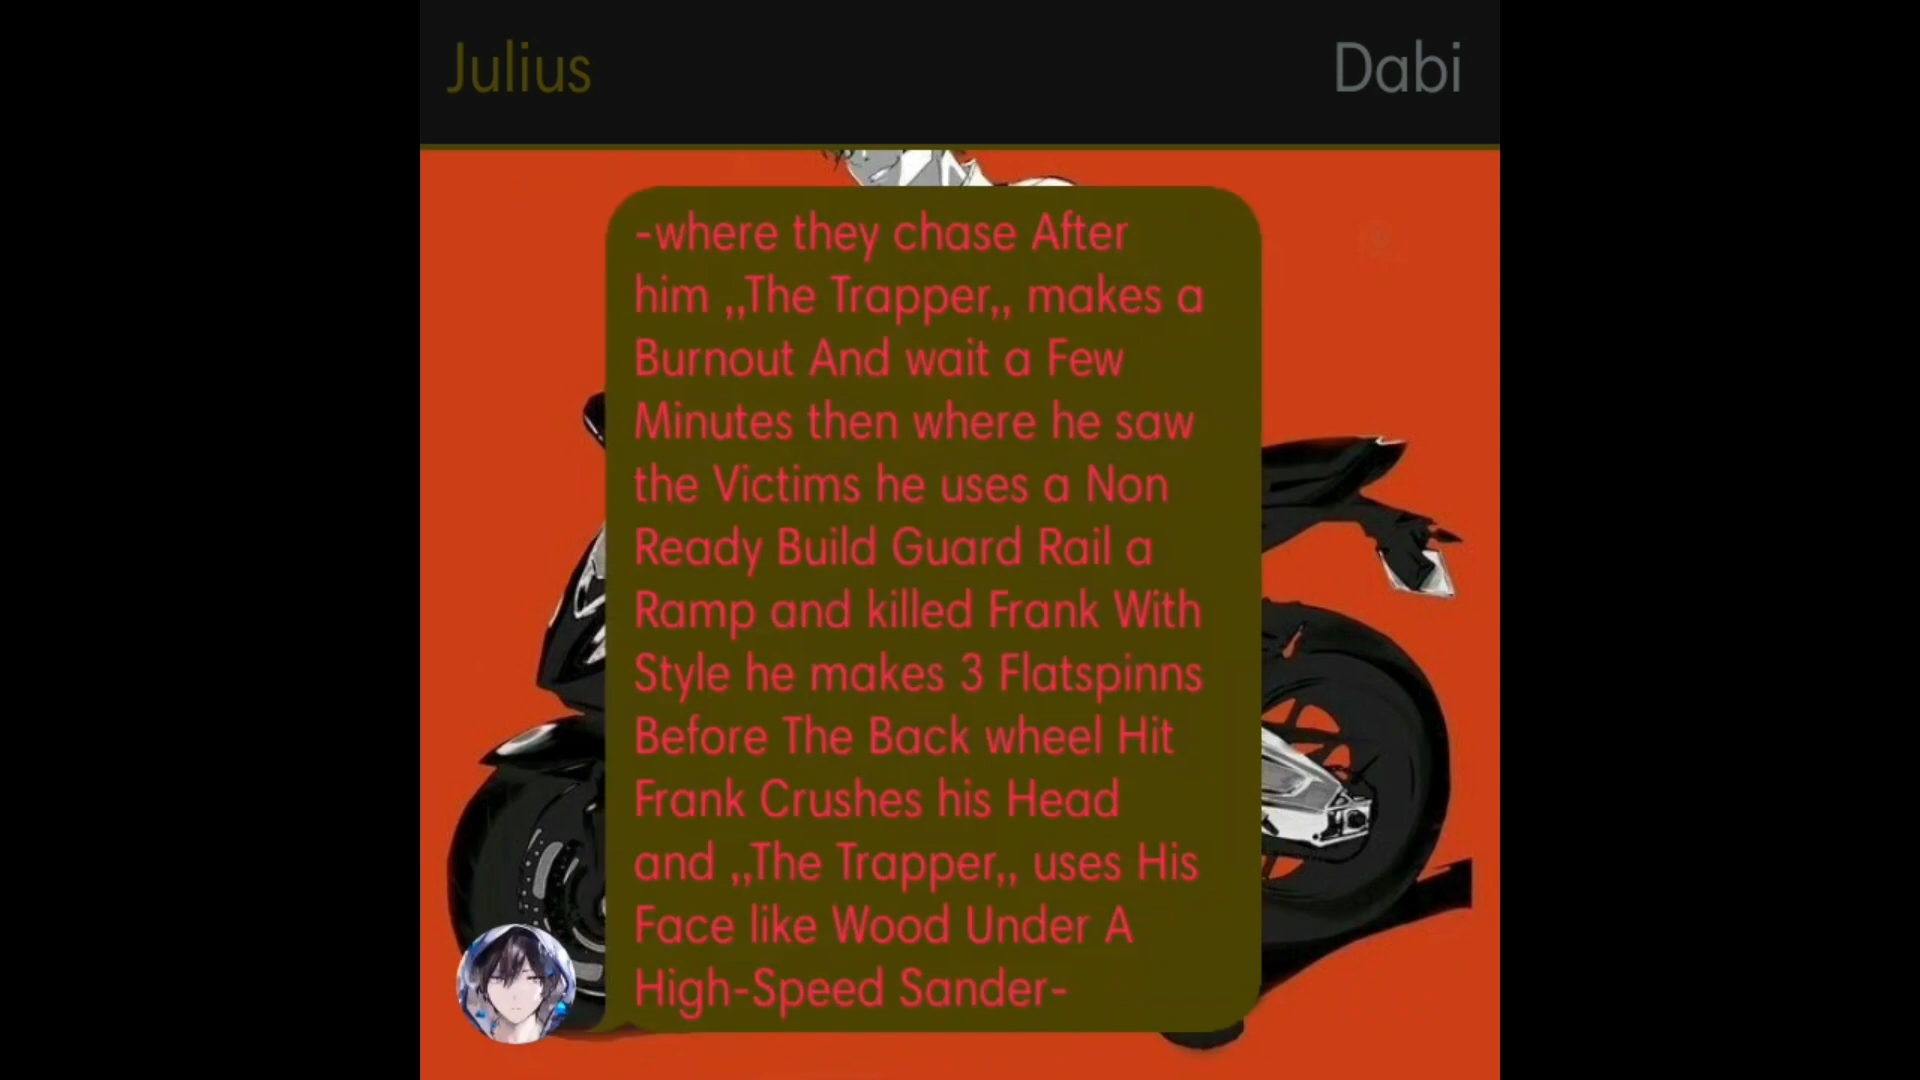 Julius
Dabi
-where they chase After
him ,,The Trapper,, makes a
Burnout And wait a Few
Minutes then where he saw
the Victims he uses a Non
Ready Build Guard Rail a
Ramp and killed Frank With
Style he makes 3 Flatspinns
Before The Back wheel Hit
Frank Crushes his Head
and ,,The Trapper,, uses His
Face like Wood Under A
High-Speed Sander-